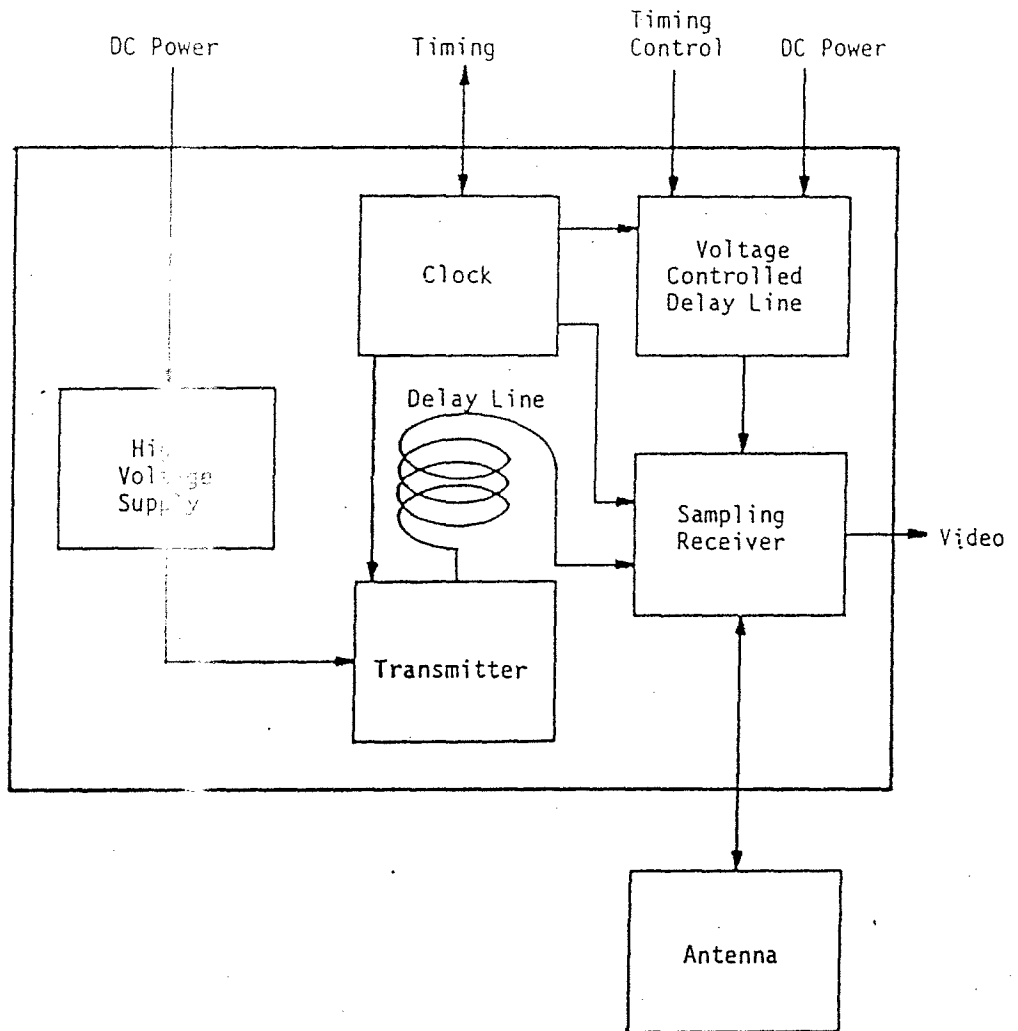 DC Power
Timing
Timing
Control
DC Power
Clock
Voltage
Controlled
Delay Line
Delay Line
Voltage
Supply
Sampling
Receiver
Video
Transmitter
Antenna